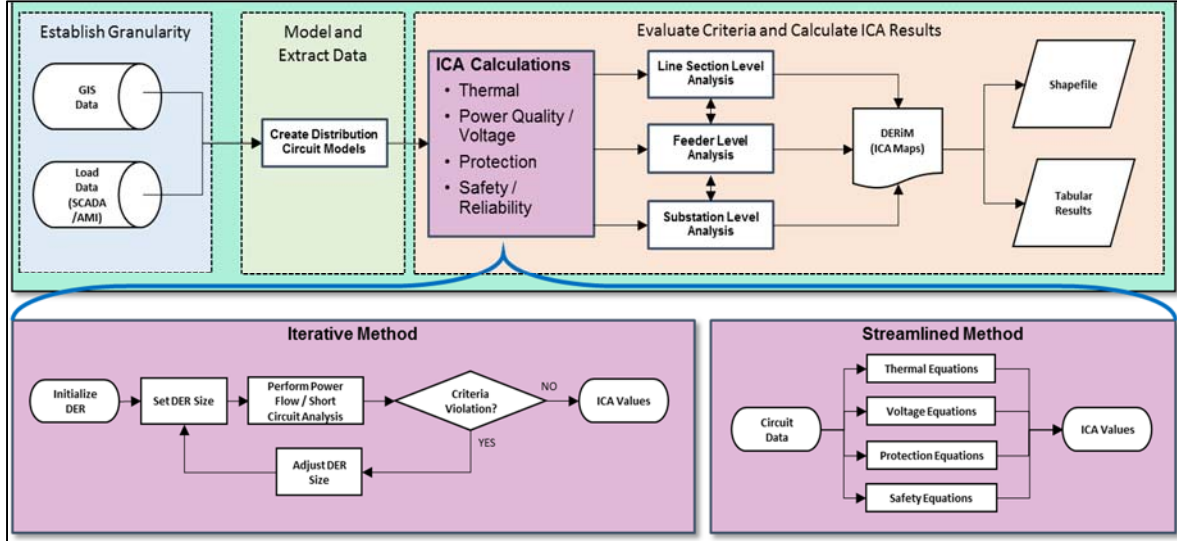 Establish Granularity
GIS
Data
Load
Data
(SCADA
/AMI)
Model and
Extract Data
Create Distribution
Circuit Models
Evaluate Criteria and Calculate ICA Results
ICA Calculations
• Thermal
• Power Quality /
Voltage
• Protection
• Safety /
Reliability
Line Section Level
Analysis
Feeder Level
Analysis
Substation Level
Analysis
DERiM
(ICA Maps)
Shapefile
Tabular
Results
Iterative Method
Initialize
DER
Set DER Size
Perform Power
Flow / Short
Circuit Analysis
Criteria
Violation?
NO
YES
ICA Values
Adjust DER
Size
Streamlined Method
Circuit
Data
Thermal Equations
Voltage Equations
Protection Equations
Safety Equations
ICA Values